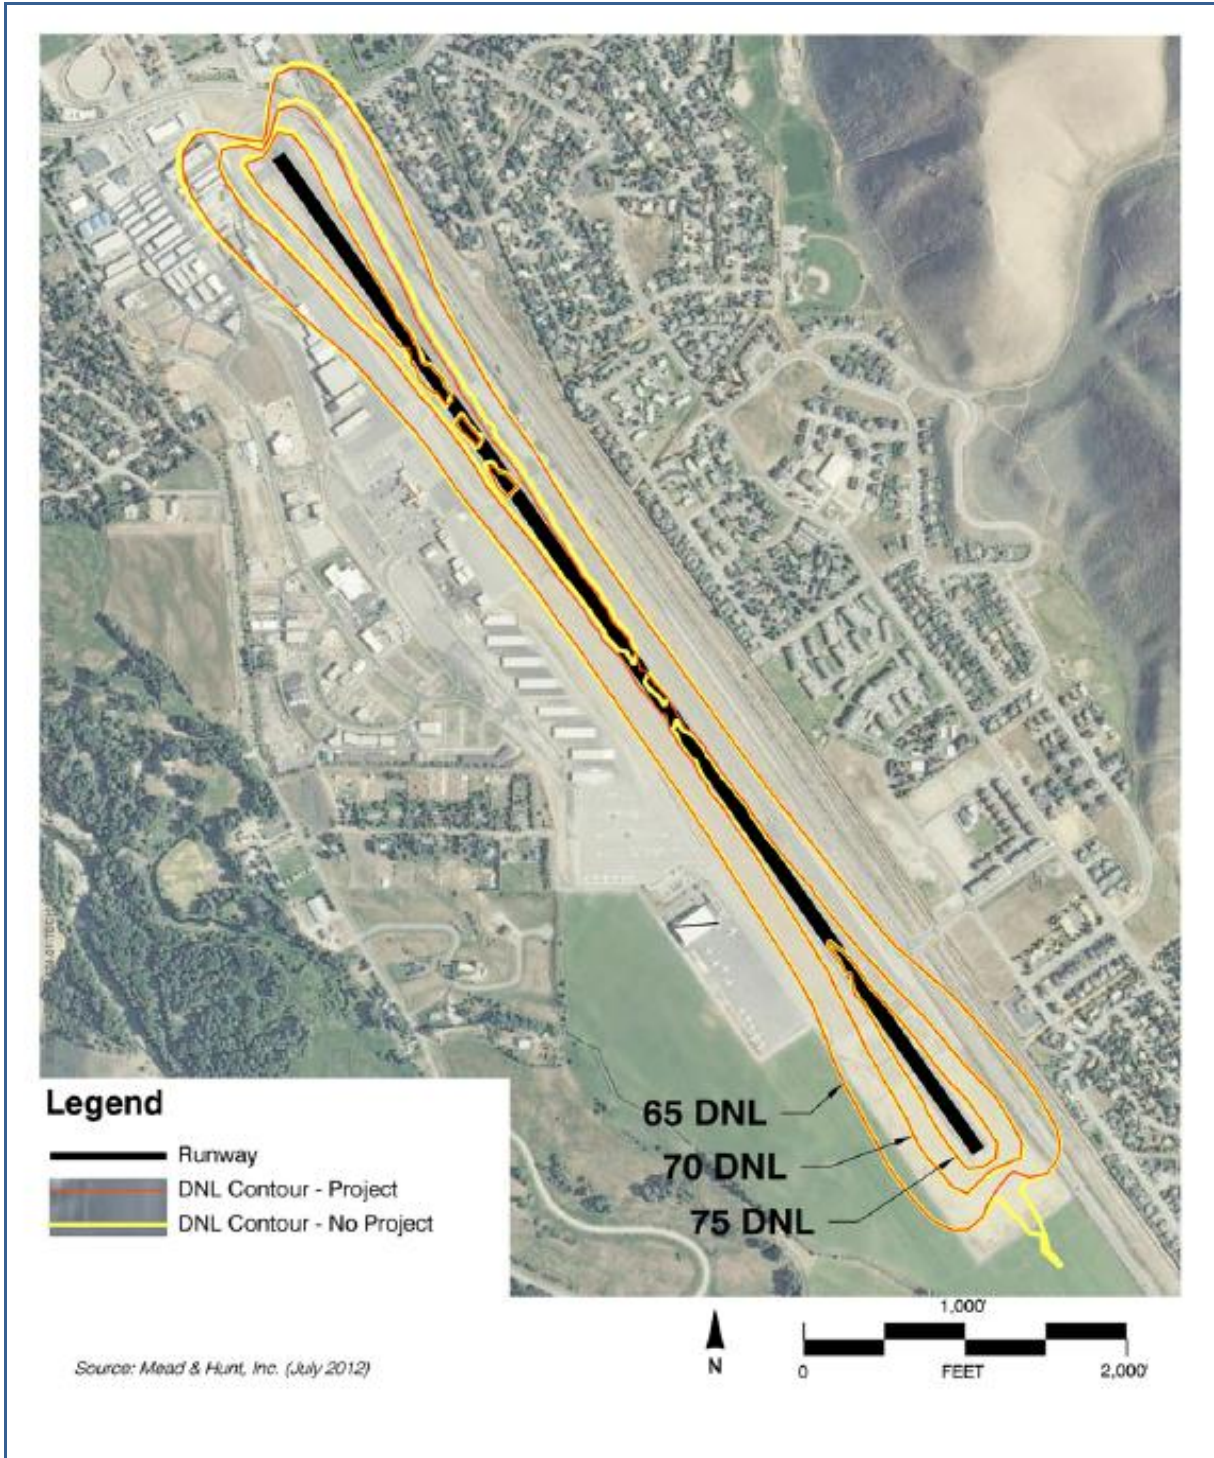 65 DNL
70 DNL
75 DNL
Legend
Runway
DNL Contour - Project
DNL Contour - No Project
1,000'
N
0
FEET
2,000'
Source: Mead & Hunt, Inc. (July 2012)